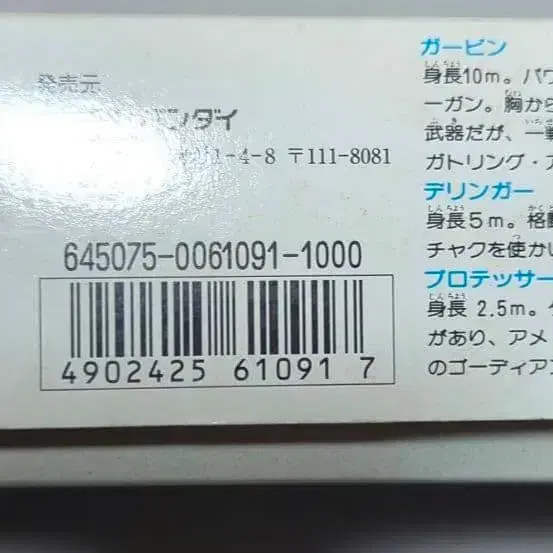 発売元
バンダイ
1-4-8 〒111-8081
645075-0061091-1000
4902425 61091 7
ガービン
身長10m。パワ
ーガン。胸から
武器だが、一
ガトリング・
デリンガー
身長5m。格
チャクを使い
プロテッサー
身長 2.5m。
があり、アメ
のゴーディアン